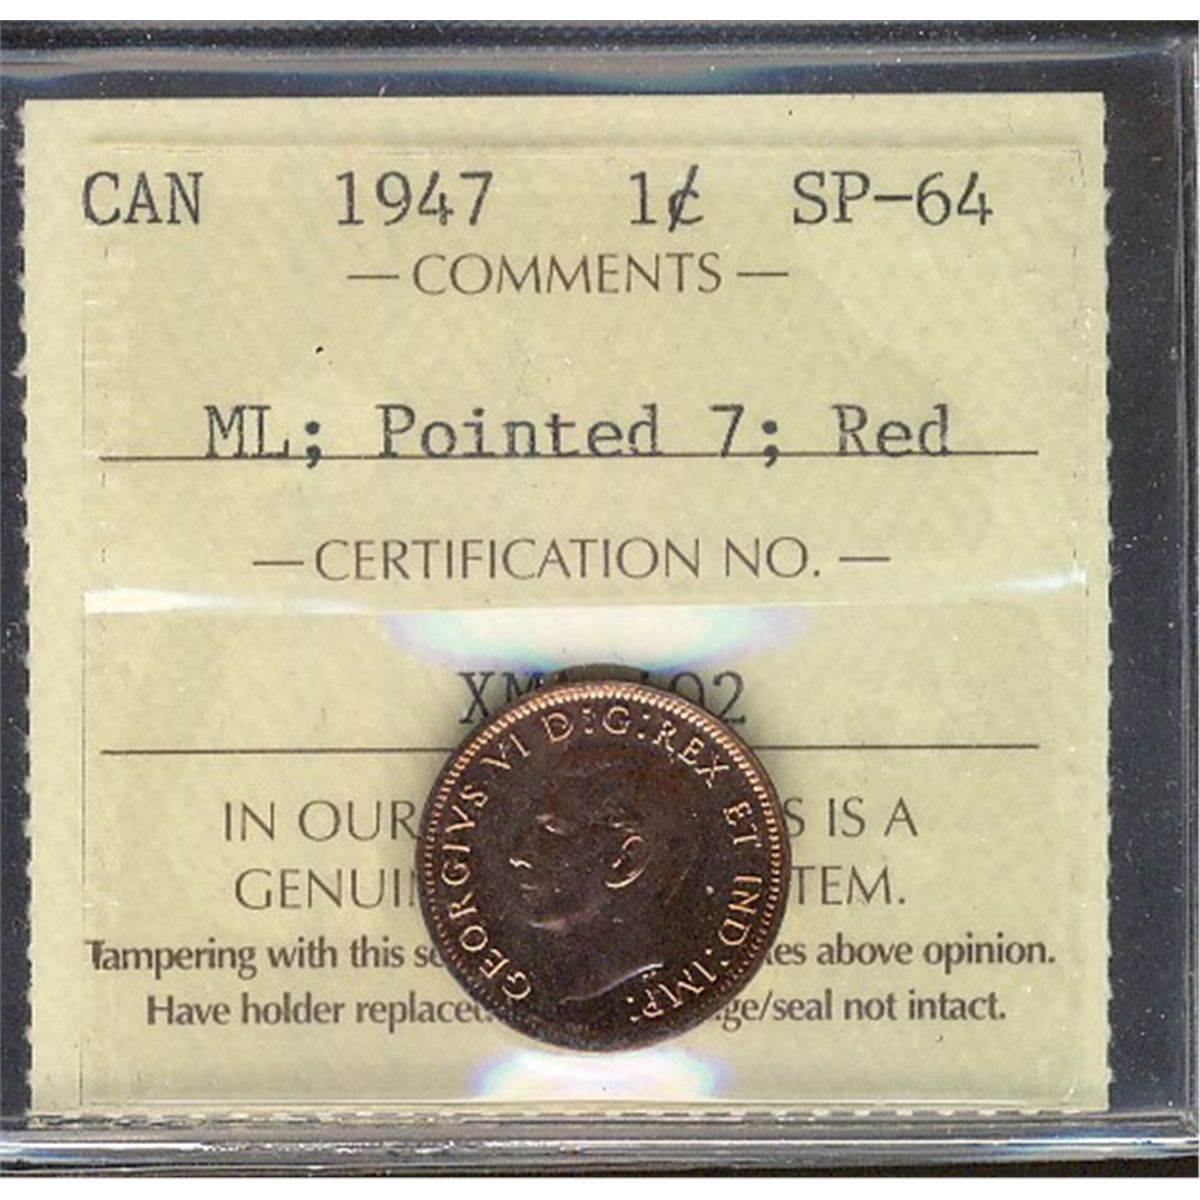 CAN 1947 1¢ SP-64
— COMMENTS —
ML; Pointed 7; Red
— CERTIFICATION NO. —
IN OUR S IS A
GENUI TEM.
Tampering with this se es above opinion.
Have holder replace ge/seal not intact.
GEORGIVS VI D:G:REX ET IND:IMP: